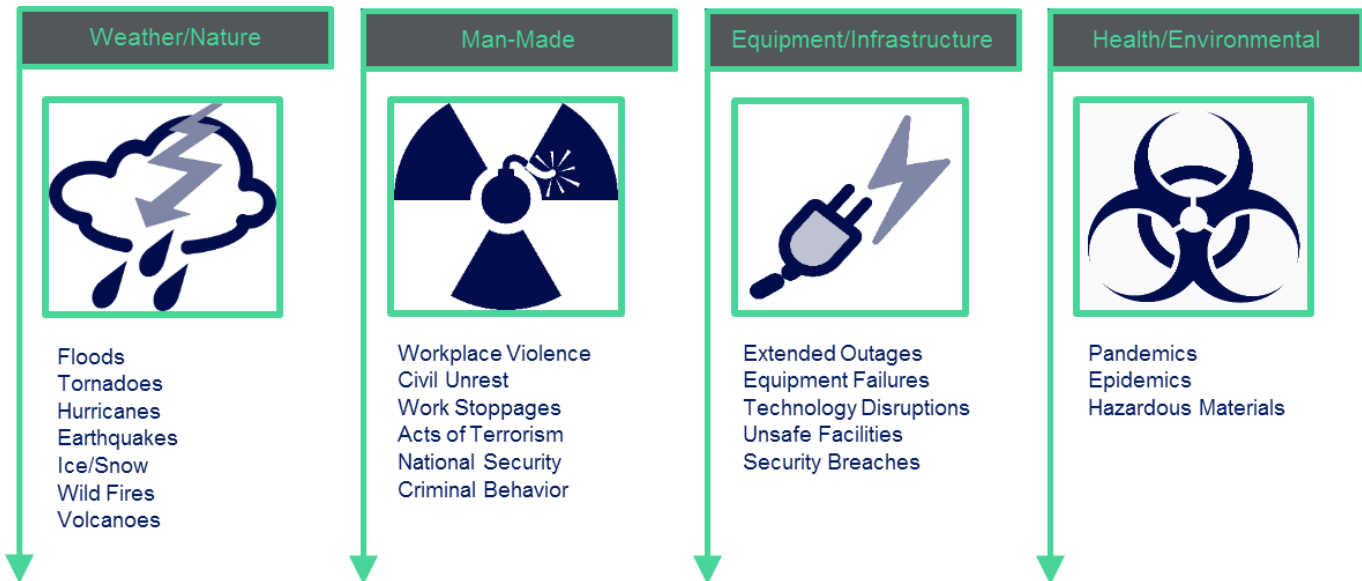 Weather/Nature
Floods
Tornadoes
Hurricanes
Earthquakes
Ice/Snow
Wild Fires
Volcanoes
Man-Made
Workplace Violence
Civil Unrest
Work Stoppages
Acts of Terrorism
National Security
Criminal Behavior
Equipment/Infrastructure
Extended Outages
Equipment Failures
Technology Disruptions
Unsafe Facilities
Security Breaches
Health/Environmental
Pandemics
Epidemics
Hazardous Materials